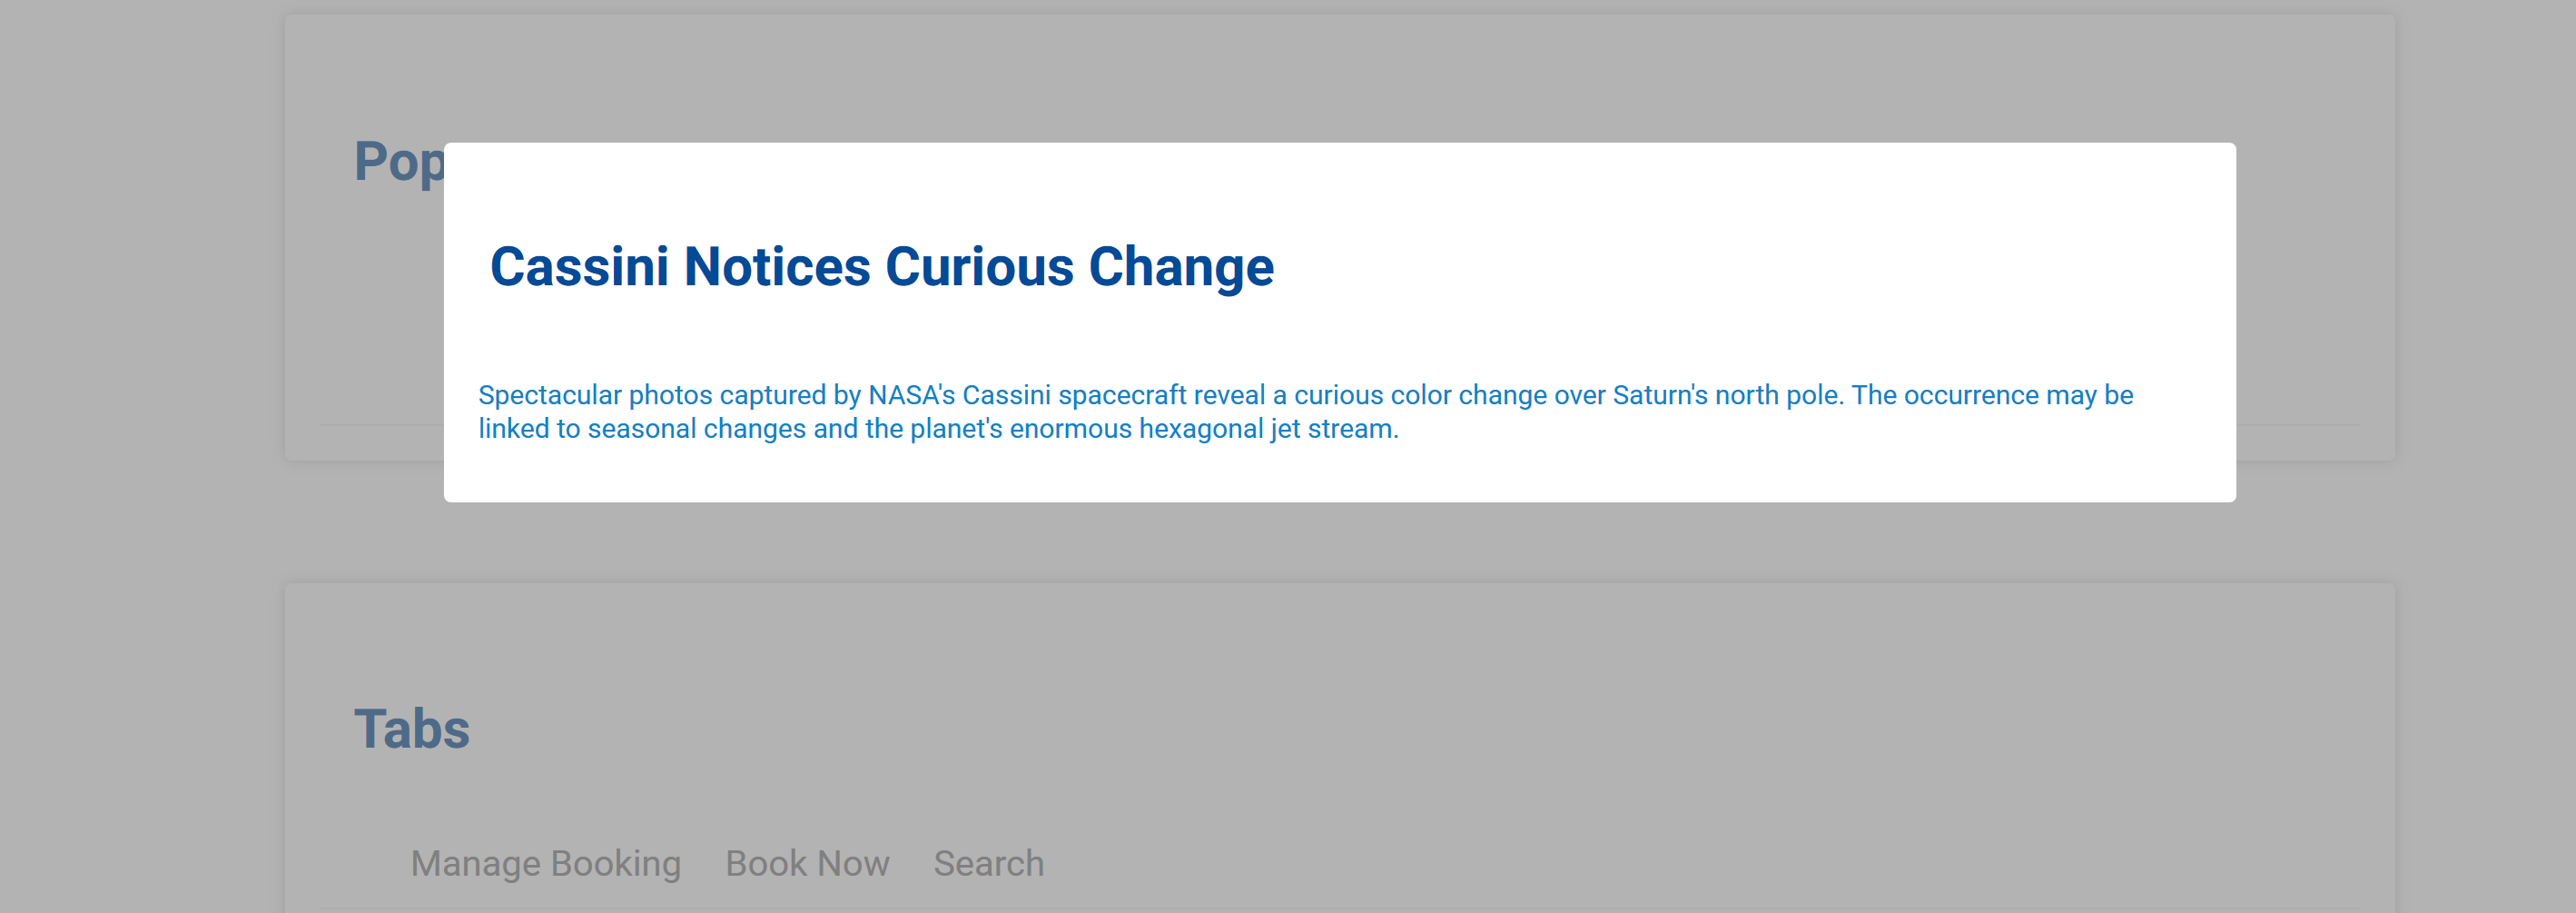 Pop
Cassini Notices Curious Change
Spectacular photos captured by NASA's Cassini spacecraft reveal a curious color change over Saturn's north pole. The occurrence may be
linked to seasonal changes and the planet's enormous hexagonal jet stream.
Tabs
Manage Booking Book Now Search